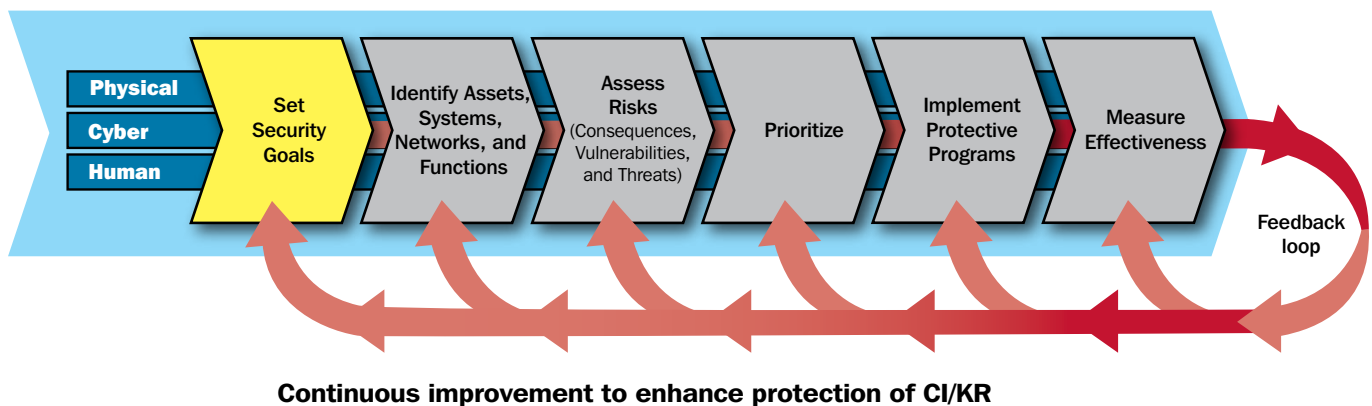 Physical
Cyber
Human
Set
Security
Goals
Identify Assets,
Systems,
Networks, and
Functions
Assess
Risks
(Consequences,
Vulnerabilities,
and Threats)
Prioritize
Implement
Protective
Programs
Measure
Effectiveness
Feedback
loop
Continuous improvement to enhance protection of CI/KR